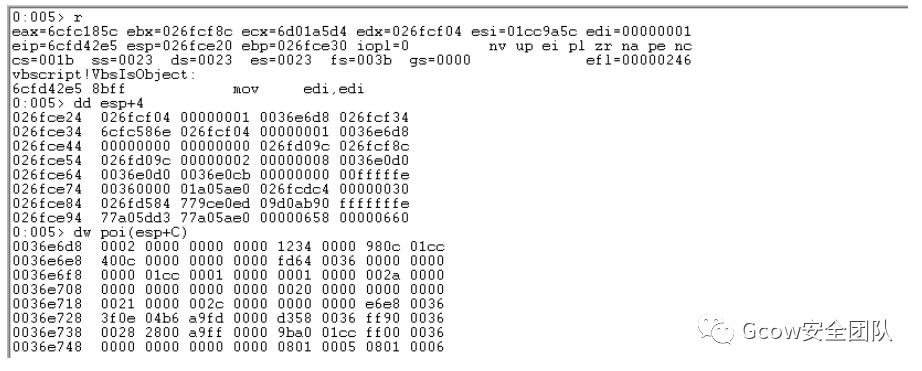 0:005> r
eax=6cfc185c ebx=026fcf8c ecx=6d01a5d4 edx=026fcf04 esi=01cc9a5c edi=00000001
eip=6cfd42e5 esp=026fce20 ebp=026fce30 iopl=0 nv up ei pl zr na pe nc
cs=001b ss=0023 ds=0023 es=0023 fs=003b gs=0000 efl=00000246
vbscript!VbsIsObject:
6cfd42e5 8bff mov edi,edi
0:005> dd esp+4
026fce24 026fcf04 00000001 0036e6d8 026fcf34
026fce34 6cfc586e 026fcf04 00000001 0036e6d8
026fce44 00000000 00000000 026fd09c 026fcf8c
026fce54 026fd09c 00000002 00000008 0036e0d0
026fce64 0036e0d0 0036e0cb 00000000 00fffffe
026fce74 00360000 01a05ae0 026fcdc4 00000030
026fce84 026fd584 779ce0ed 09d0ab90 fffffffe
026fce94 77a05dd3 77a05ae0 00000658 00000660
0:005> dw poi(esp+C)
0036e6d8 0002 0000 0000 0000 1234 0000 980c 01cc
0036e6e8 400c 0000 0000 0000 fd64 0036 0000 0000
0036e6f8 0000 01cc 0001 0000 0001 0000 002a 0000
0036e708 0000 0000 0000 0000 0020 0000 0000 0000
0036e718 0021 0000 002c 0000 0000 0000 e6e8 0036
0036e728 3f0e 04b6 a9fd 0000 d358 0036 ff90 0036
0036e738 0028 2800 a9ff 0000 9ba0 01cc ff00 0036
0036e748 0000 0000 0000 0000 0801 0005 0801 0006
Gcow安全团队